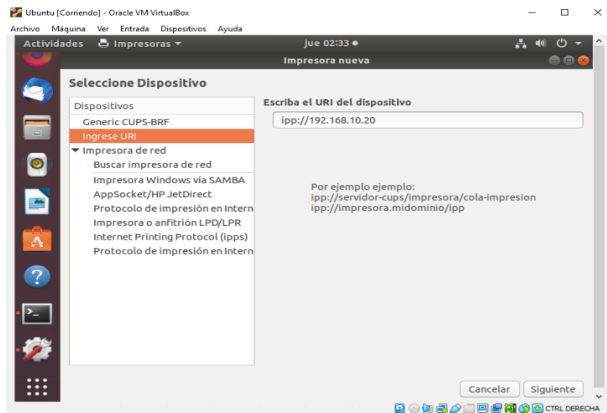 Ubuntu [Corriendo] - Oracle VM VirtualBox
Archivo Máquina Ver Entrada Dispositivos Ayuda
Actividades Impresoras jue 02:33
Impresora nueva
Seleccione Dispositivo
Dispositivos
Generic CUPS-BRF
Ingrese URI
Impresora de red
Buscar impresora de red
Impresora Windows vía SAMBA
AppSocket/HP JetDirect
Protocolo de impresión en Intern
Impresora o anfitrión LPD/LPR
Internet Printing Protocol (ipps)
Protocolo de impresión en Intern
Escriba el URI del dispositivo
ipp://192.168.10.20
Por ejemplo ejemplo:
ipp://servidor-cups/impresora/cola-impresion
ipp://impresora.midominio/ipp
Cancelar Siguiente
CTRL DERECHA